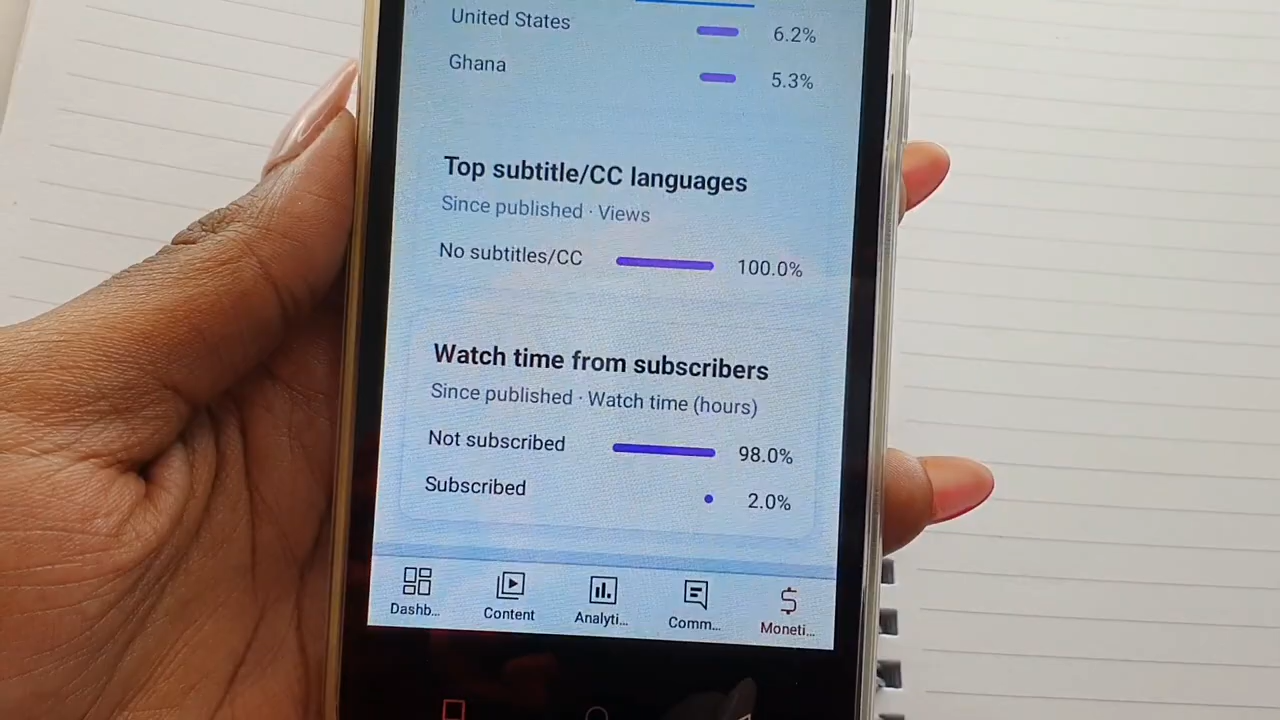 United States 6.2%
Ghana 5.3%
Top subtitle/CC languages
Since published · Views
No subtitles/CC 100.0%
Watch time from subscribers
Since published · Watch time (hours)
Not subscribed 98.0%
Subscribed 2.0%
Dashb... Content Analyti... Comm... Moneti...